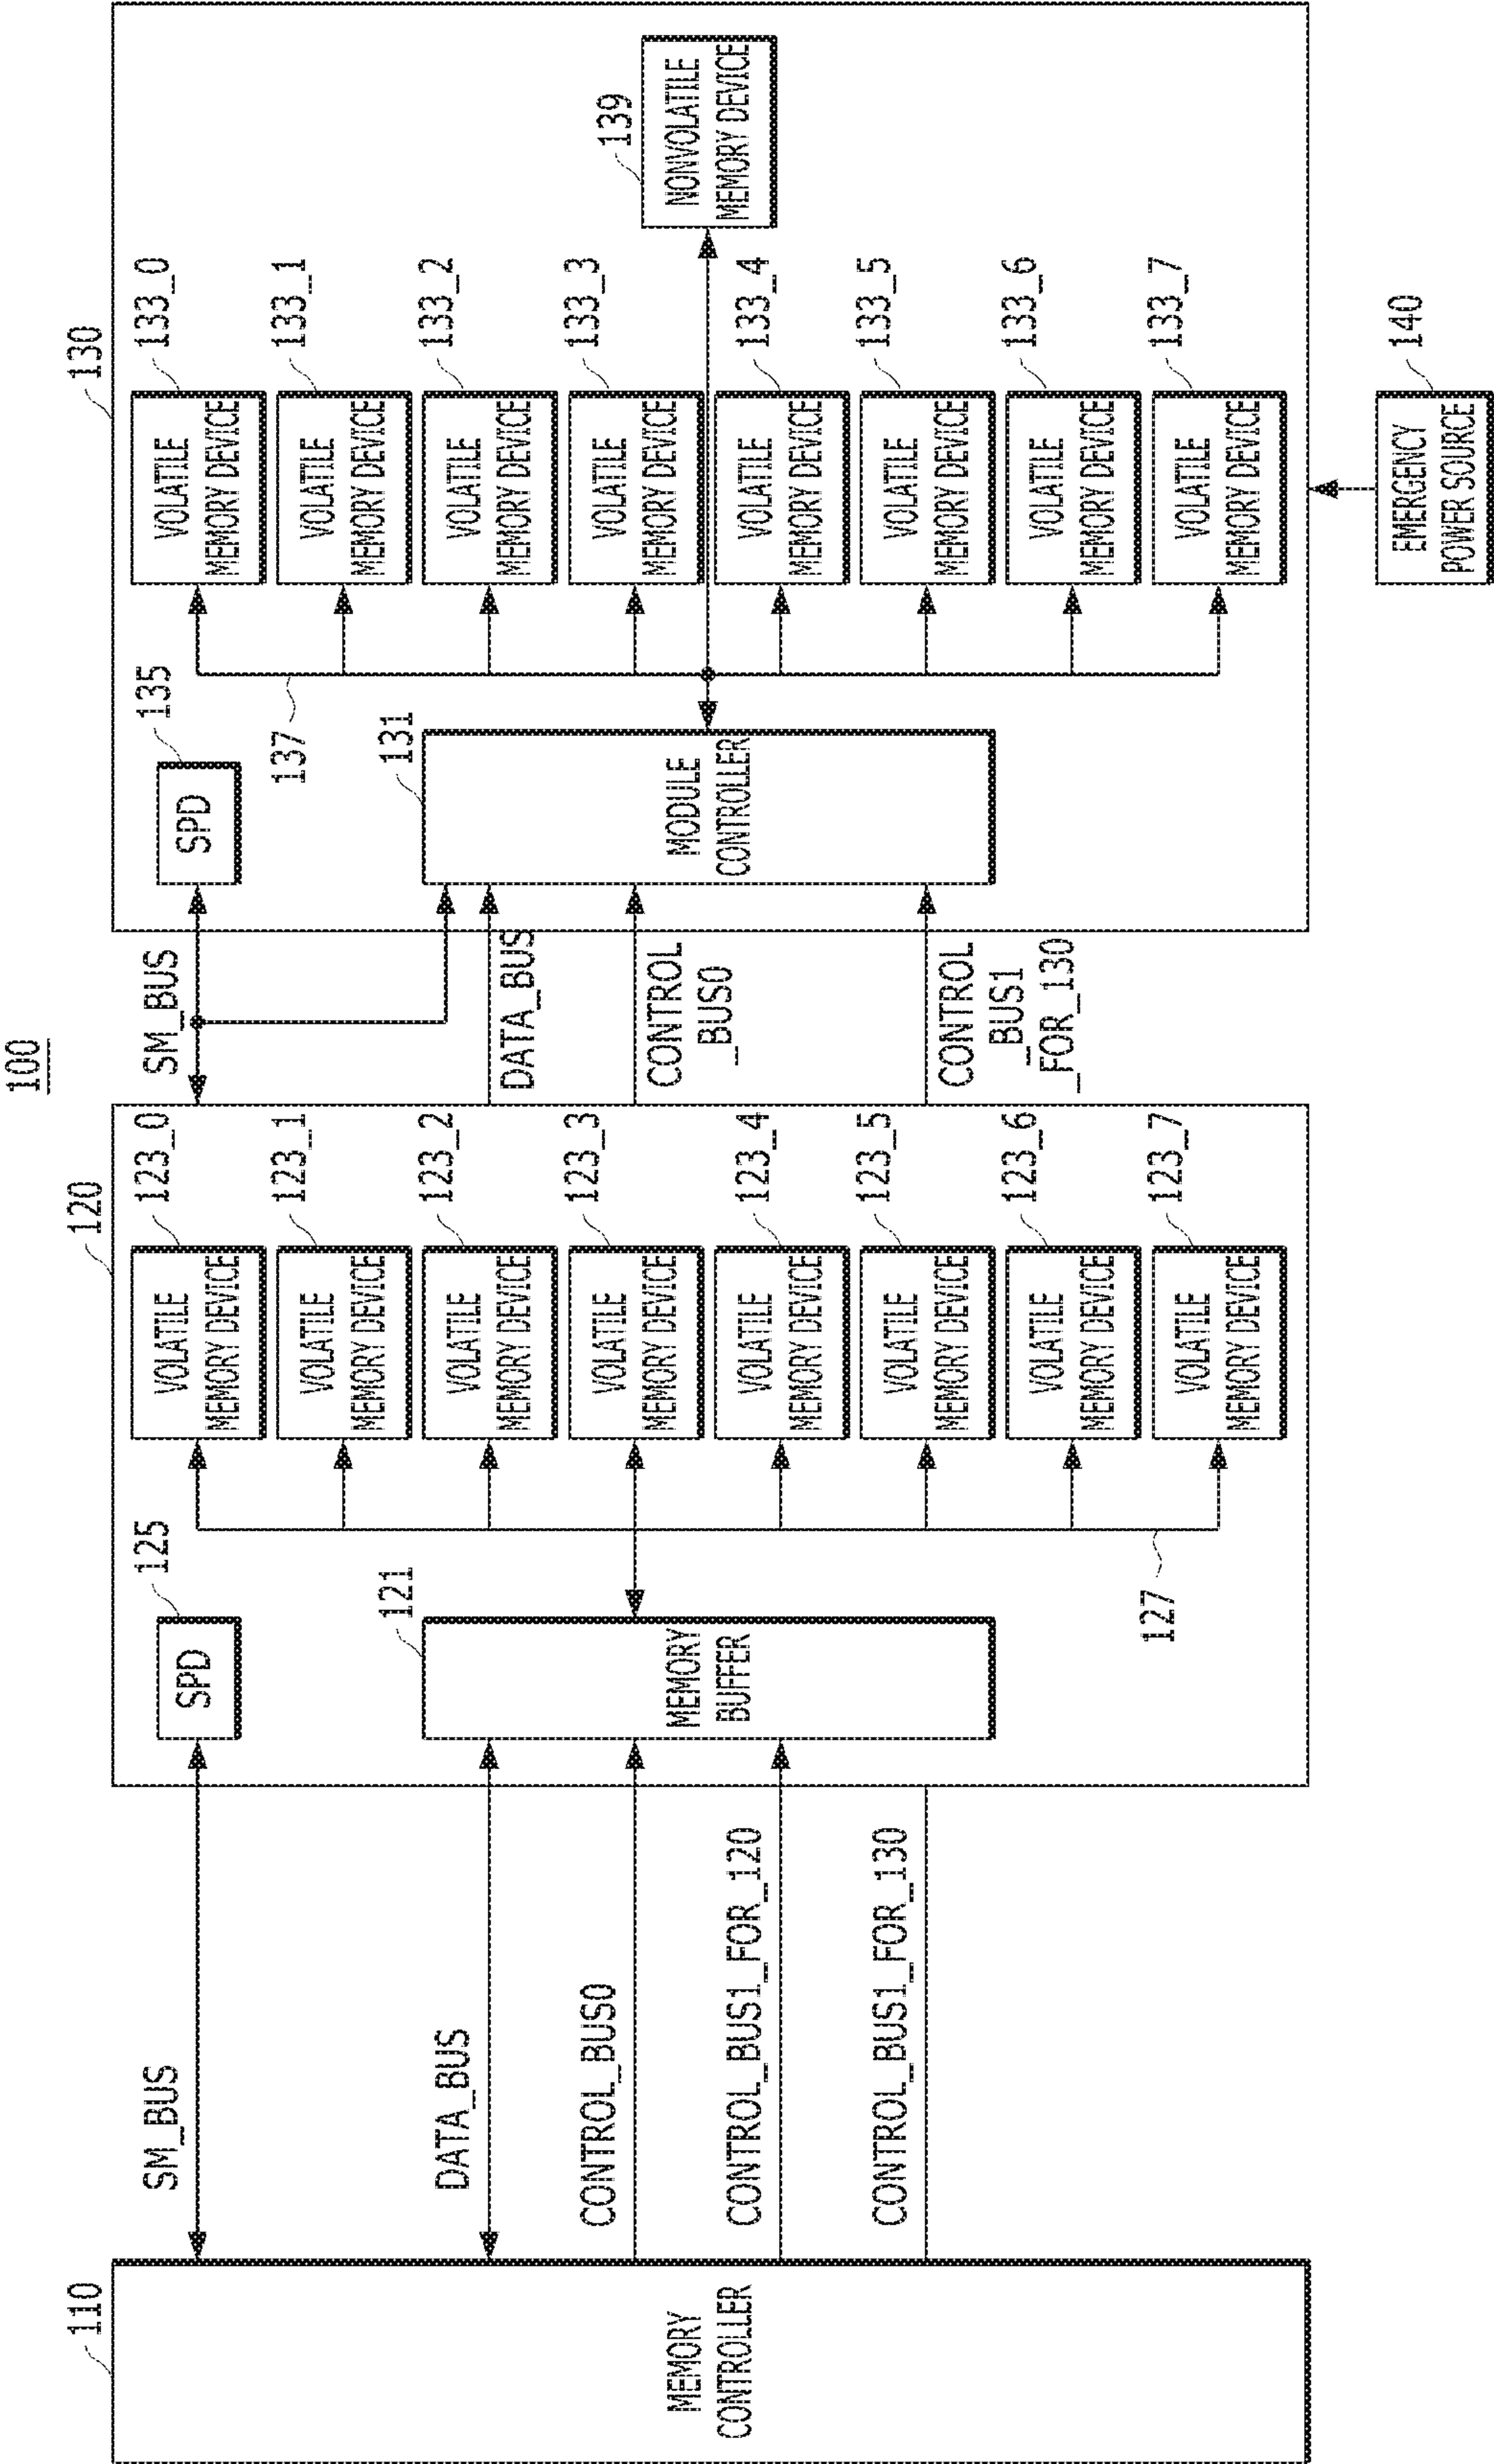 100
110
MEMORY
CONTROLLER
SM_BUS
DATA_BUS
CONTROL_BUS0
CONTROL_BUS1_FOR_120
CONTROL_BUS1_FOR_130
120
125
SPD
121
MEMORY
BUFFER
127
123_0
VOLATILE
MEMORY DEVICE
123_1
VOLATILE
MEMORY DEVICE
123_2
VOLATILE
MEMORY DEVICE
123_3
VOLATILE
MEMORY DEVICE
123_4
VOLATILE
MEMORY DEVICE
123_5
VOLATILE
MEMORY DEVICE
123_6
VOLATILE
MEMORY DEVICE
123_7
VOLATILE
MEMORY DEVICE
SM_BUS
DATA_BUS
CONTROL
_BUS0
CONTROL
_BUS1
_FOR_130
130
135
SPD
137
131
MODULE
CONTROLLER
133_0
VOLATILE
MEMORY DEVICE
133_1
VOLATILE
MEMORY DEVICE
133_2
VOLATILE
MEMORY DEVICE
133_3
VOLATILE
MEMORY DEVICE
133_4
VOLATILE
MEMORY DEVICE
133_5
VOLATILE
MEMORY DEVICE
133_6
VOLATILE
MEMORY DEVICE
133_7
VOLATILE
MEMORY DEVICE
139
NONVOLATILE
MEMORY DEVICE
140
EMERGENCY
POWER SOURCE